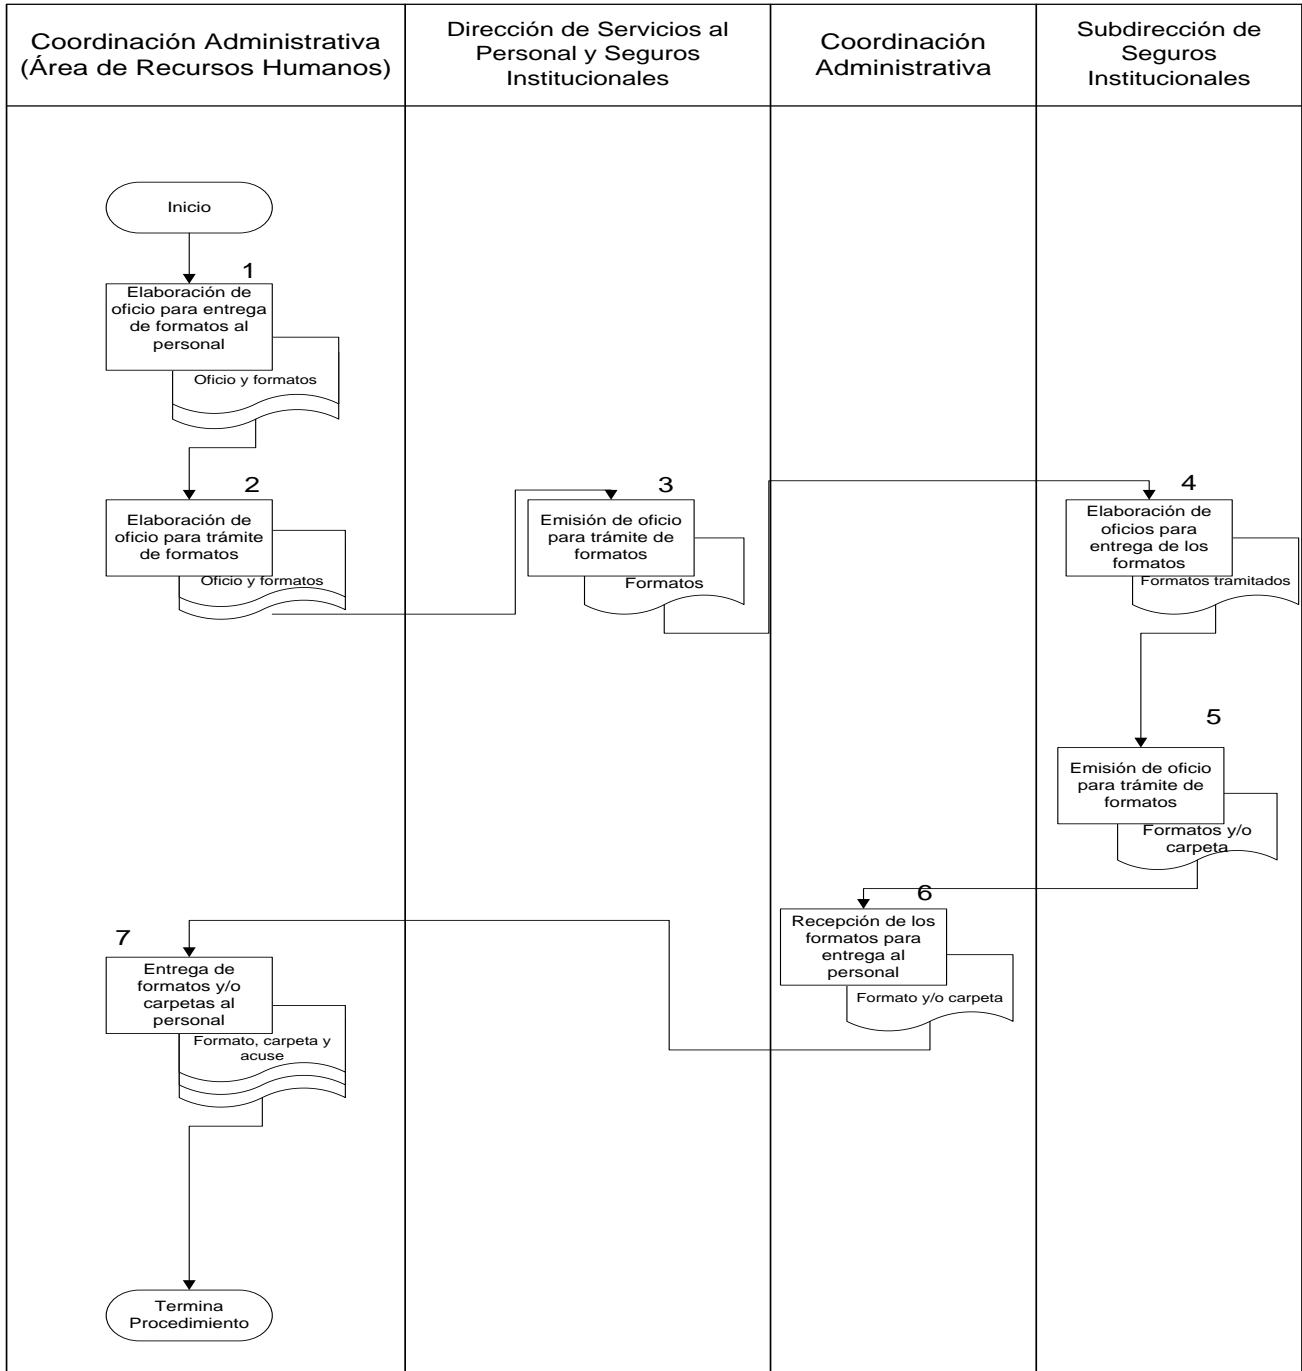 Coordinación Administrativa
(Área de Recursos Humanos)
Dirección de Servicios al
Personal y Seguros
Institucionales
Coordinación
Administrativa
Subdirección de
Seguros
Institucionales
Inicio
1
Elaboración de
oficio para entrega
de formatos al
personal
Oficio y formatos
2
Elaboración de
oficio para trámite
de formatos
Oficio y formatos
3
Emisión de oficio
para trámite de
formatos
Formatos
4
Elaboración de
oficios para
entrega de los
formatos
Formatos tramitados
5
Emisión de oficio
para trámite de
formatos
Formatos y/o
carpeta
6
Recepción de los
formatos para
entrega al
personal
Formato y/o carpeta
7
Entrega de
formatos y/o
carpetas al
personal
Formato, carpeta y
acuse
Termina
Procedimiento